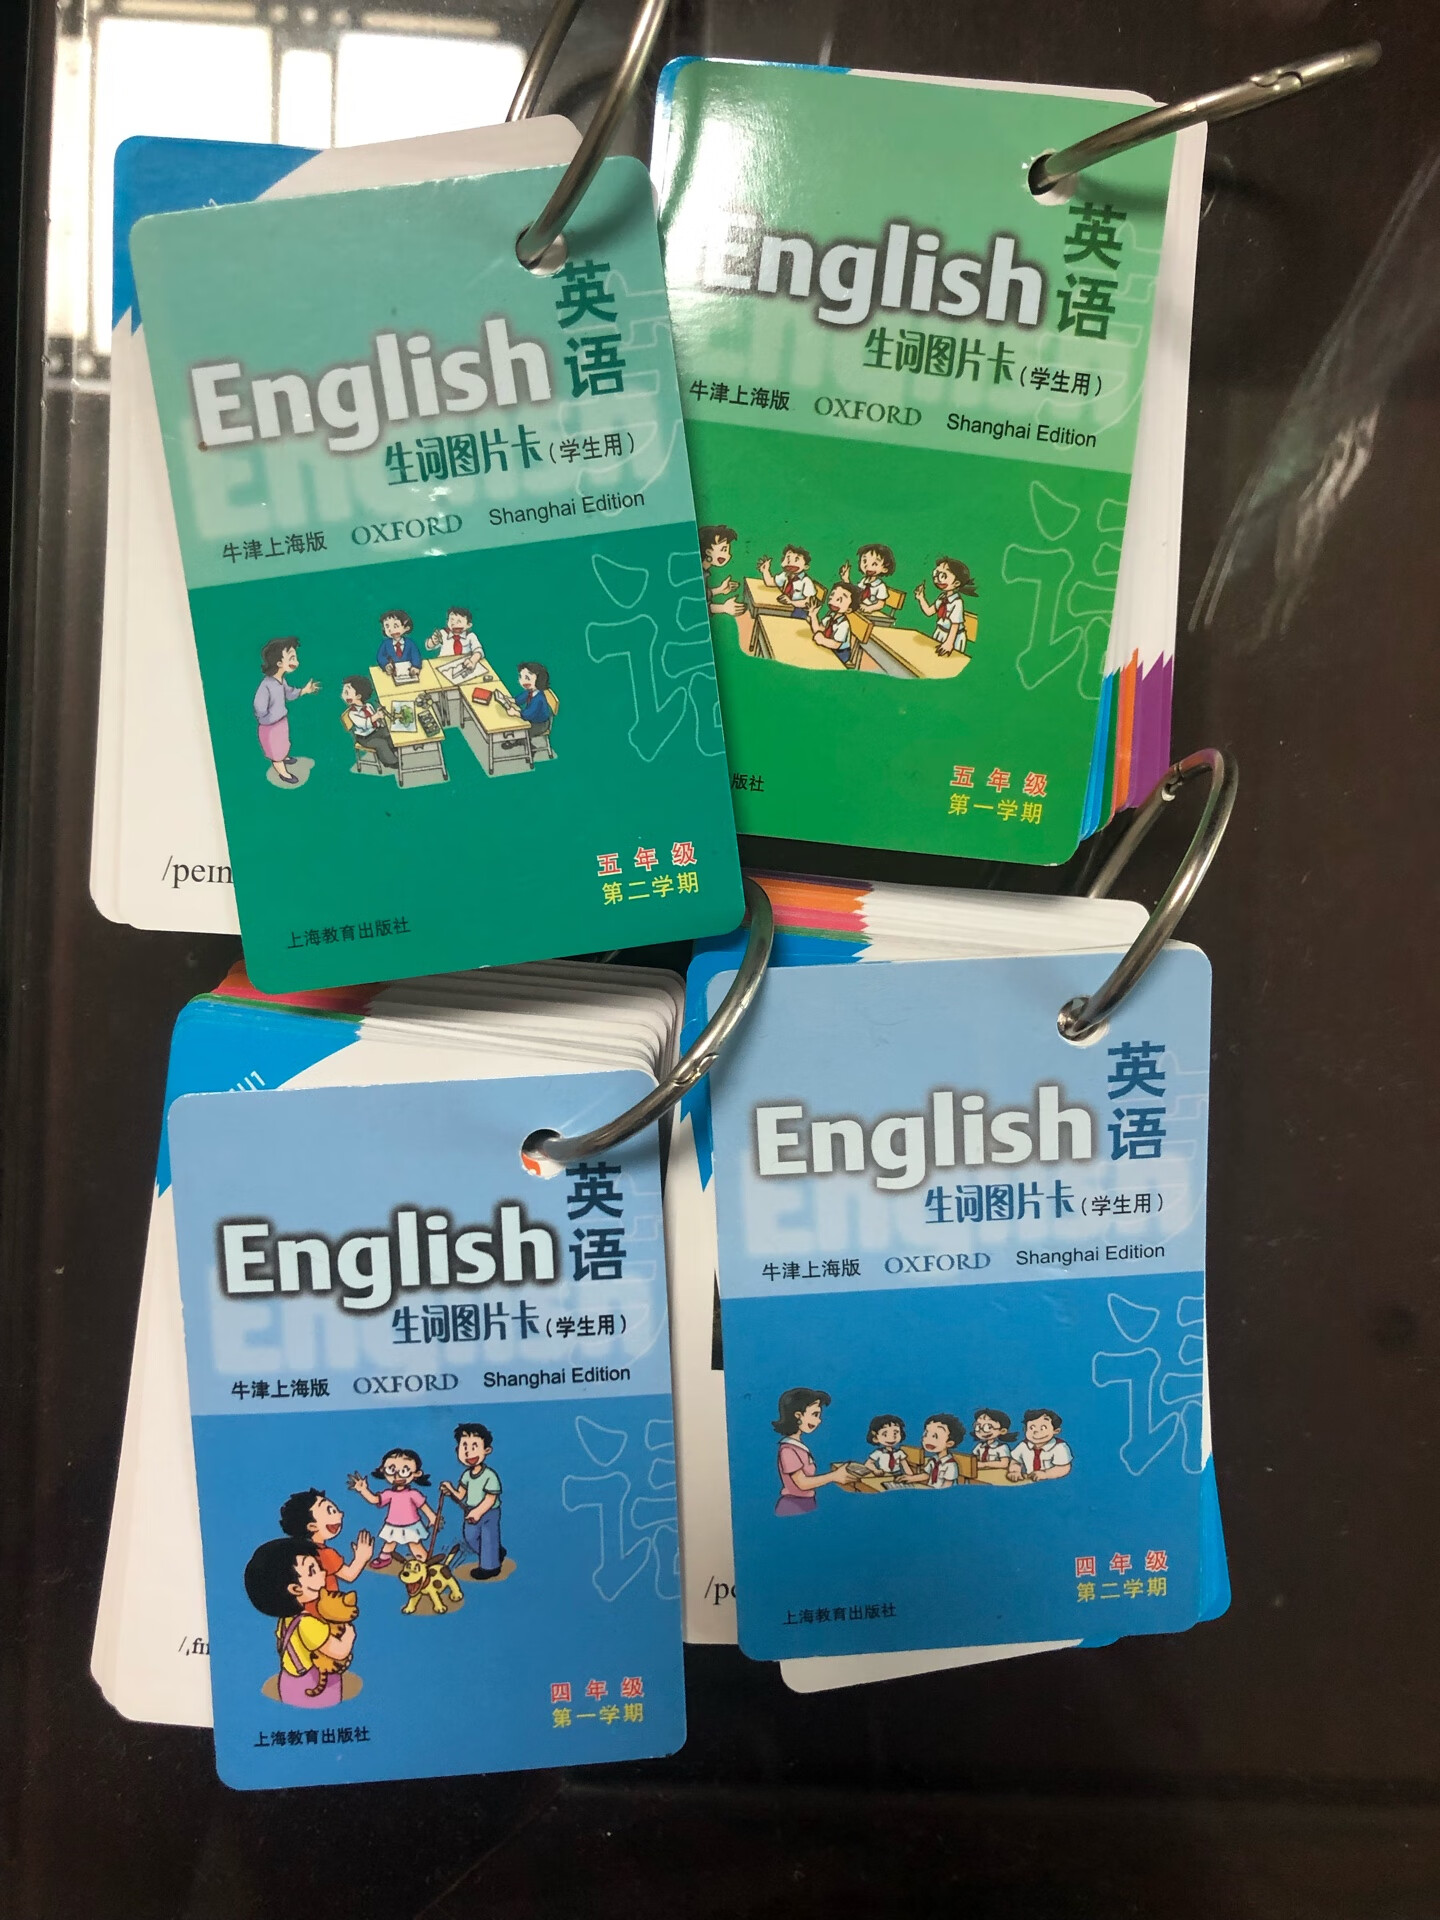 English 英语
生词图片卡(学生用)
牛津上海版 OXFORD Shanghai Edition
五年级
第二学期
上海教育出版社
/peɪn
English 英语
生词图片卡(学生用)
牛津上海版 OXFORD Shanghai Edition
版社
五年级
第一学期
English 英语
生词图片卡(学生用)
牛津上海版 OXFORD Shanghai Edition
四年级
第一学期
上海教育出版社
English 英语
生词图片卡(学生用)
牛津上海版 OXFORD Shanghai Edition
四年级
第二学期
上海教育出版社